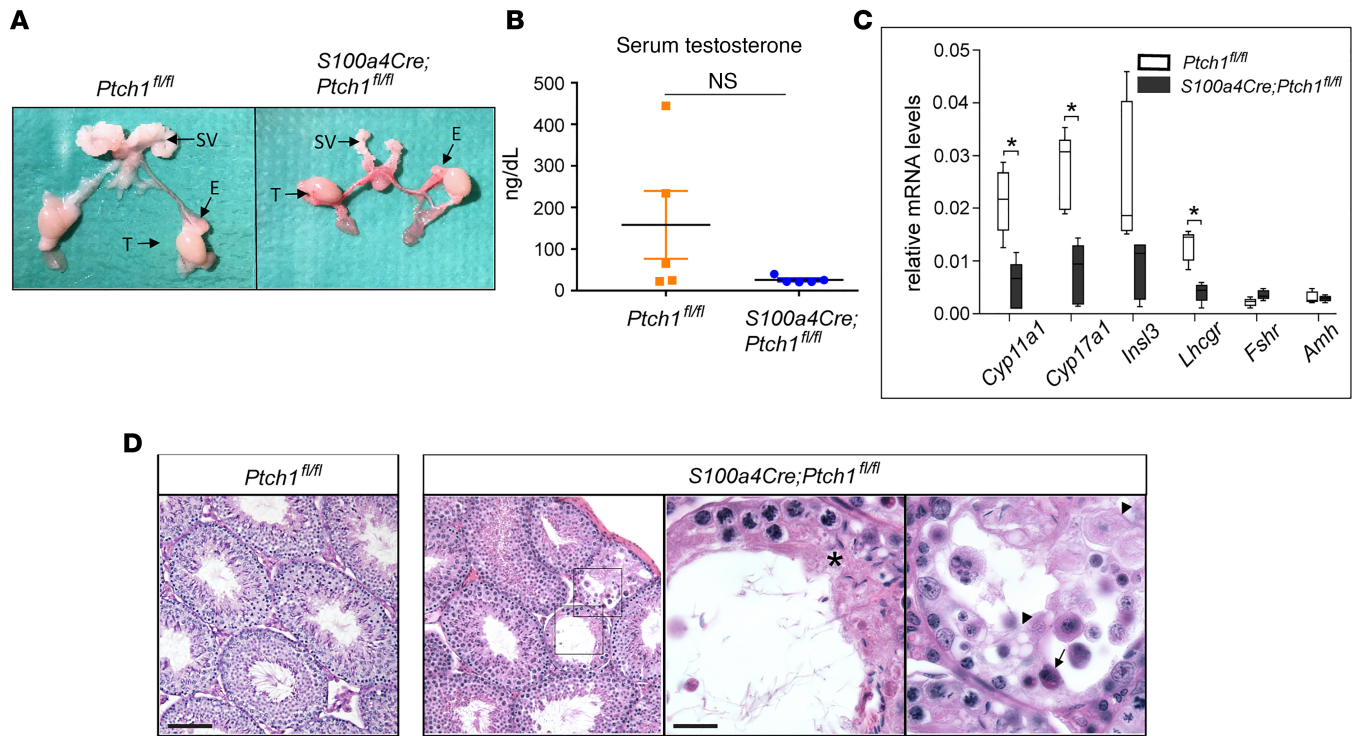 A
Ptch1fl/fl
S100a4Cre;
Ptch1fl/fl
SV
E
T
SV
E
T
B
Serum testosterone
NS
ng/dL
500
400
300
200
100
0
Ptch1fl/fl
S100a4Cre;
Ptch1fl/fl
C
relative mRNA levels
0.05
0.04
0.03
0.02
0.01
0.00
Ptch1fl/fl
S100a4Cre;Ptch1fl/fl
*
*
*
Cyp11a1
Cyp17a1
Insl3
Lhcgr
Fshr
Amh
D
Ptch1fl/fl
S100a4Cre;Ptch1fl/fl
*